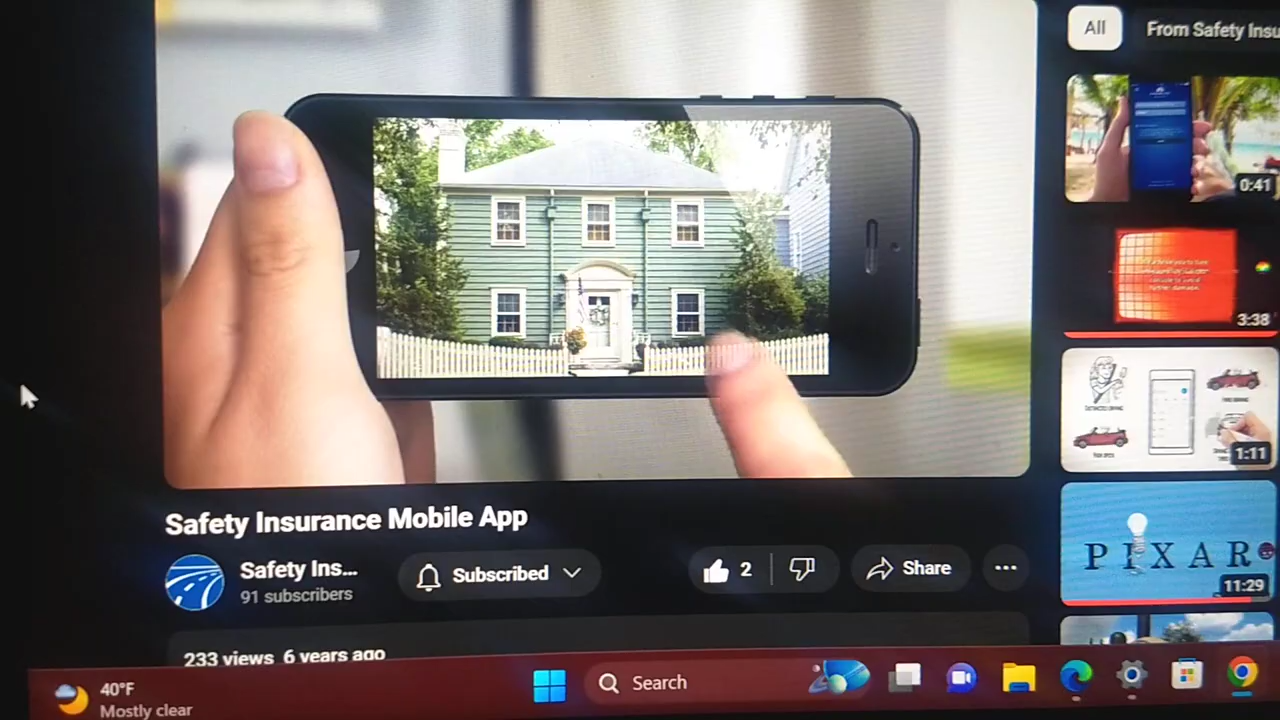 All
From Safety Insu
0:41
3:38
1:11
PIXAR
11:29
Safety Insurance Mobile App
Safety Ins...
91 subscribers
Subscribed
2
Share
233 views 6 years ago
40°F
Mostly clear
Search